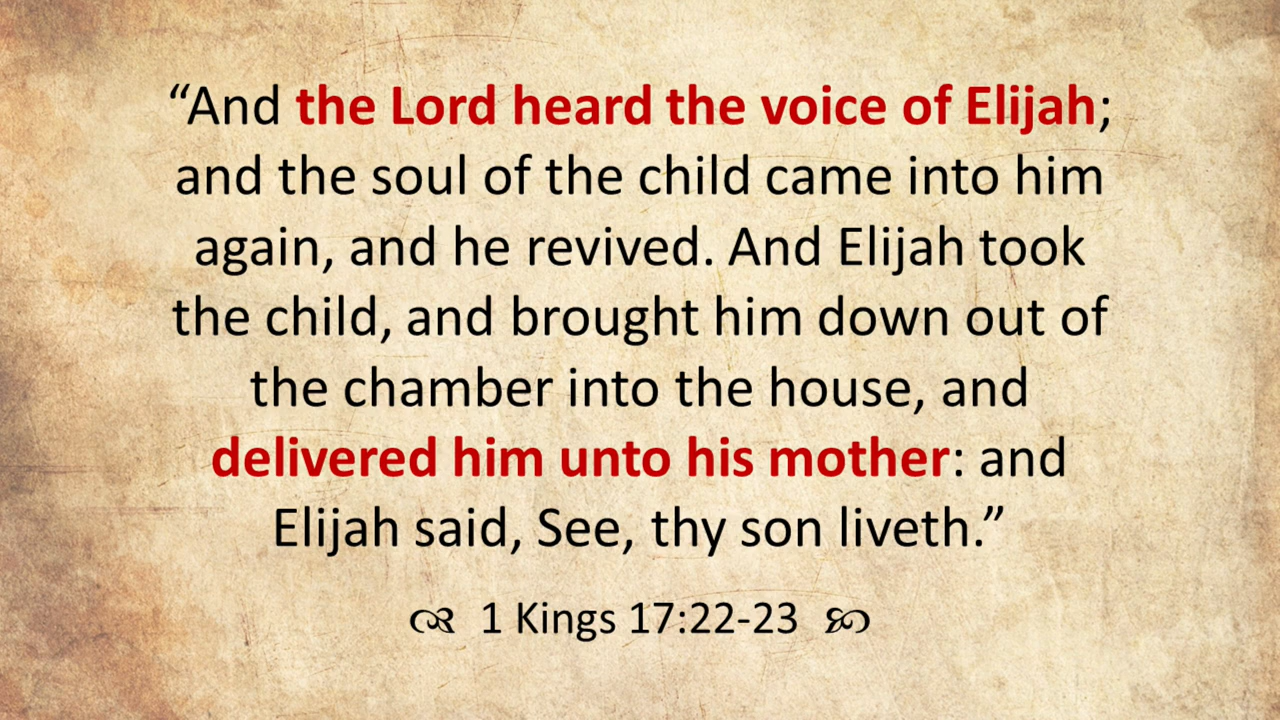 “And the Lord heard the voice of Elijah;
and the soul of the child came into him
again, and he revived. And Elijah took
the child, and brought him down out of
the chamber into the house, and
delivered him unto his mother: and
Elijah said, See, thy son liveth.”
1 Kings 17:22-23